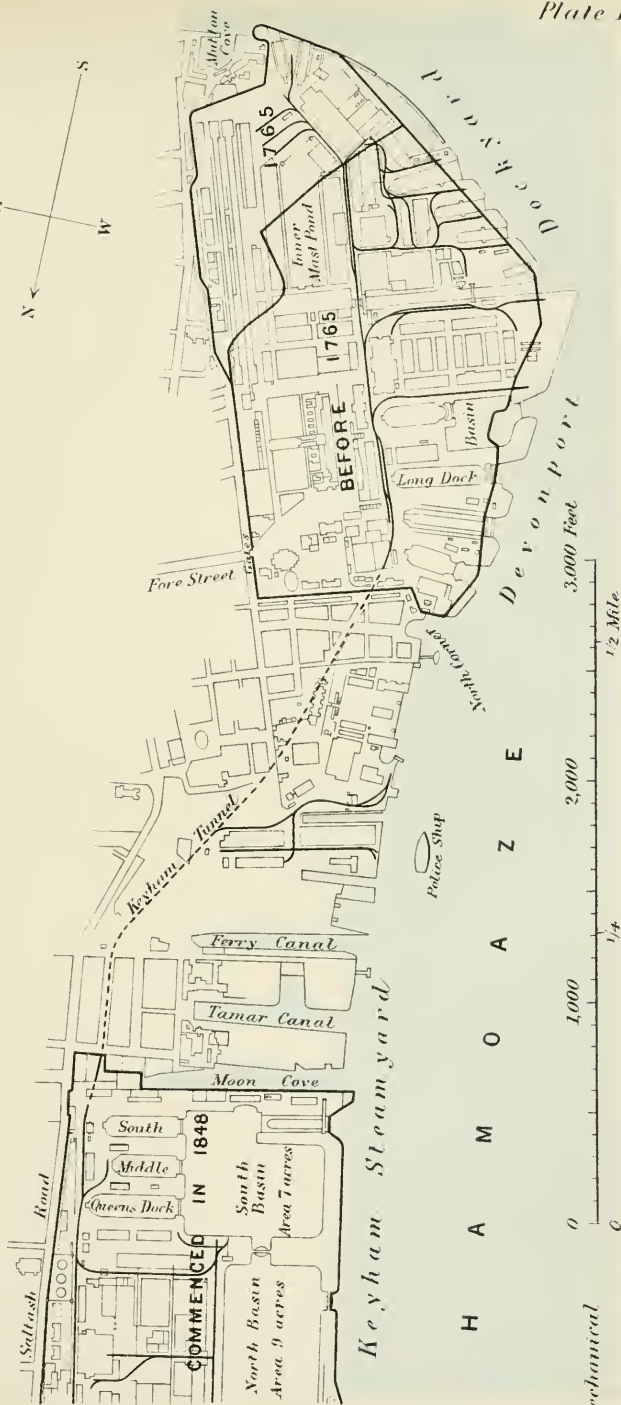 Plate
Mutton
Cove
N
S
W
1765
Dockyard
Inner
Mast Pond
1765
BEFORE
Basin
Long Dock
Devonport
Fore Street
Gates
North Corner
Keyham Tunnel
Police Ship
Ferry Canal
Tamar Canal
Moon Cove
Keyham Steamyard
HAMOAZE
Saltash Road
South
Middle
Queens Dock
COMMENCED IN 1848
South
Basin
Area 7 acres
North Basin
Area 9 acres
0 1,000 2,000 3,000 Feet
0 1/4 1/2 Mile
echanical